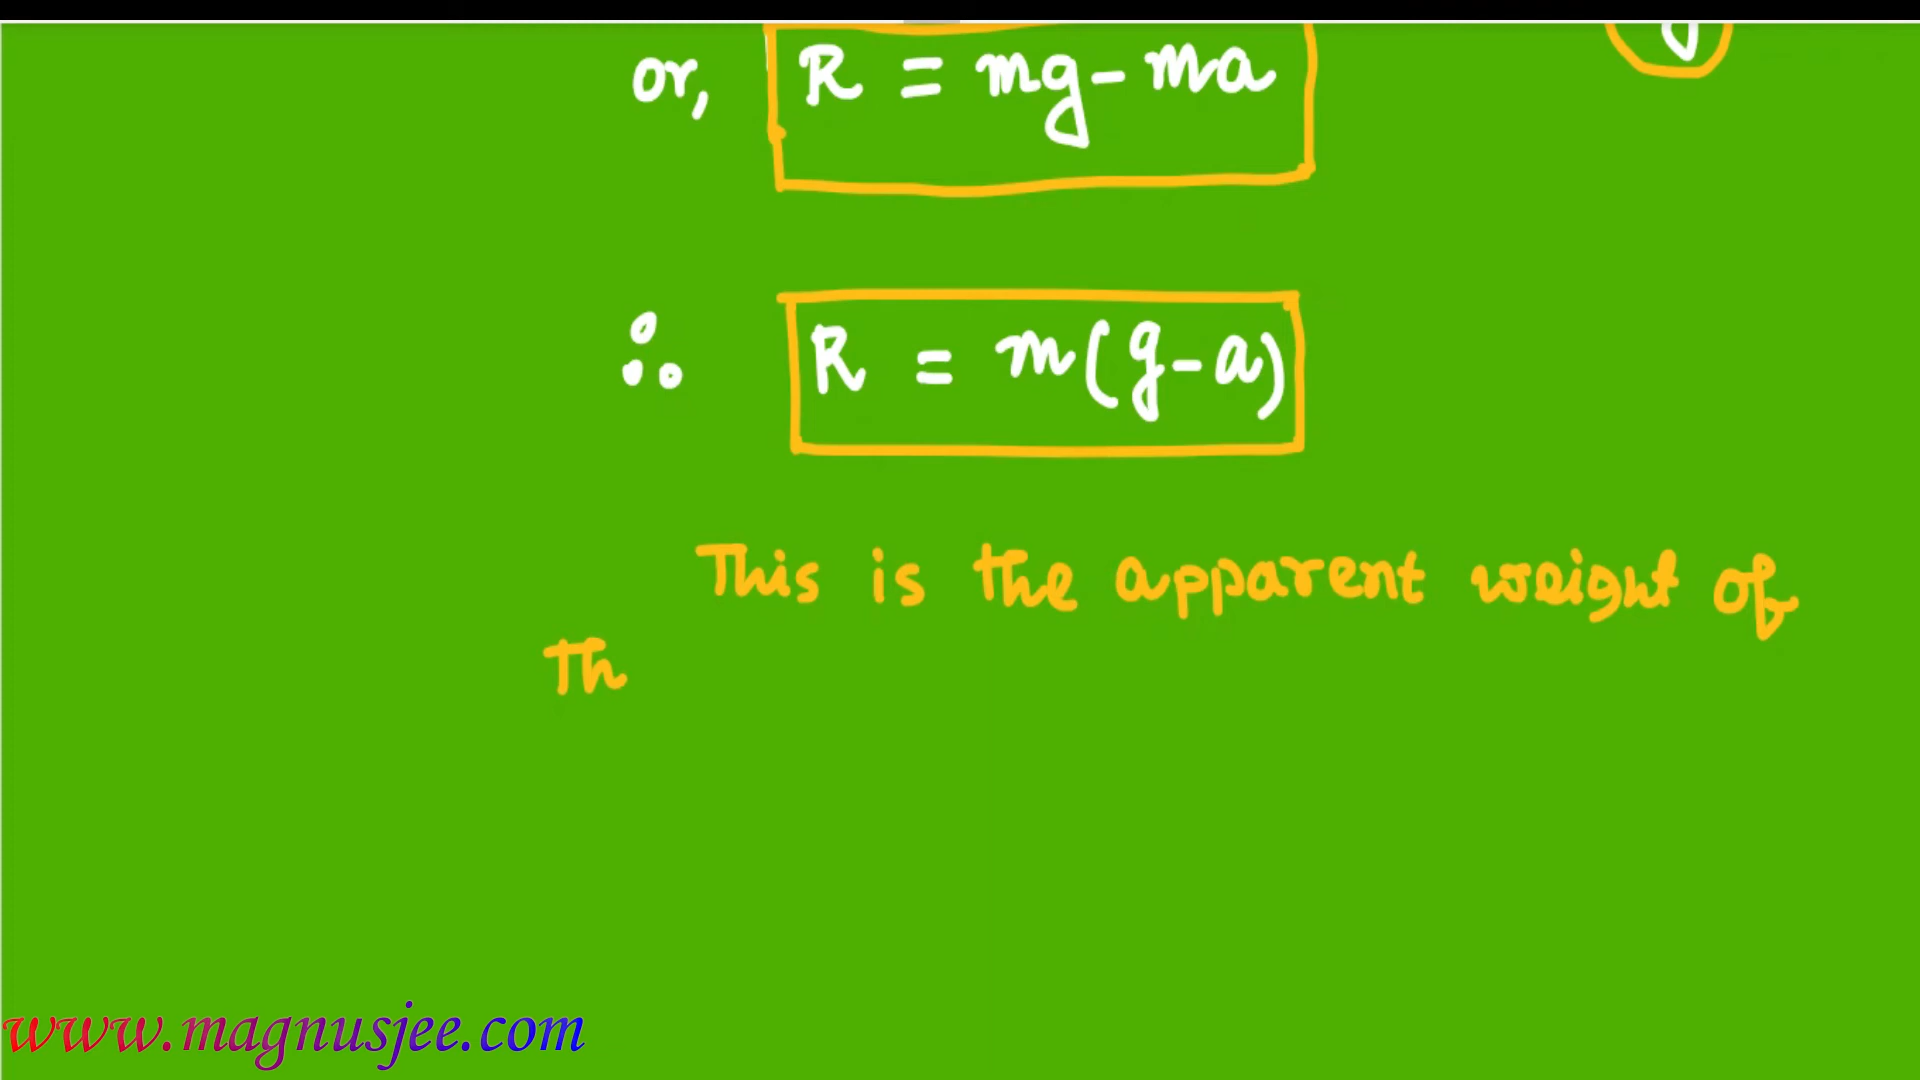 or, R = mg - ma
∴ R = m(g-a)
This is the apparent weight of
Th
www.magnusjee.com